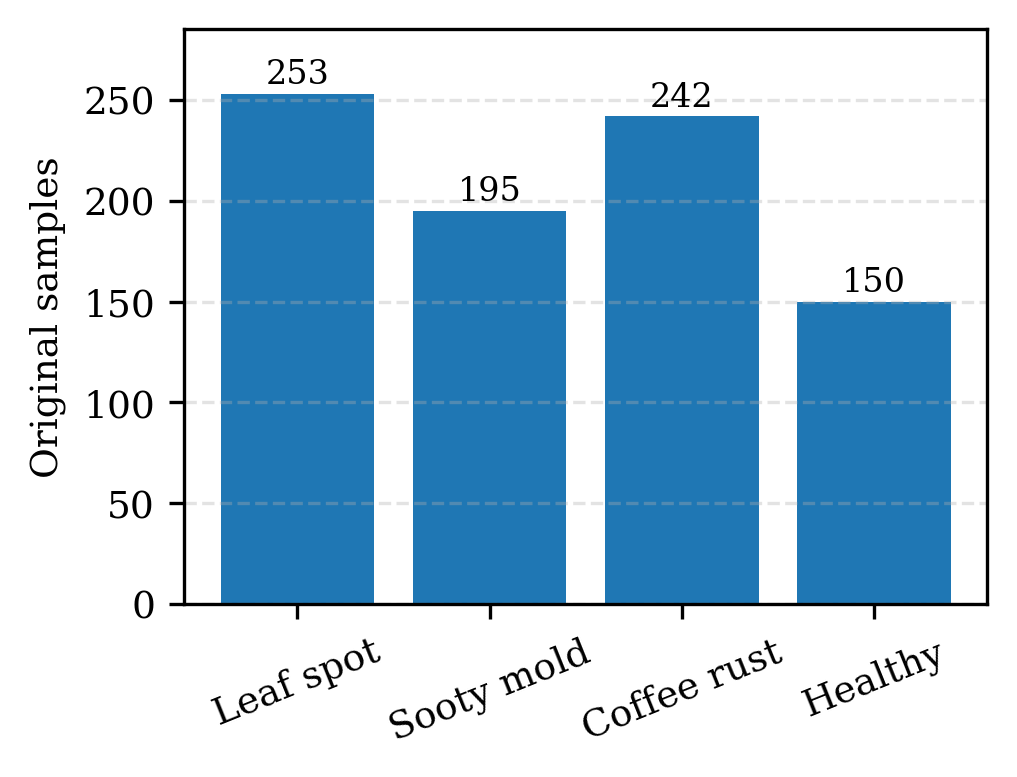 253
242
195
150
250
200
150
100
50
0
Original samples
Leaf spot
Sooty mold
Coffee rust
Healthy